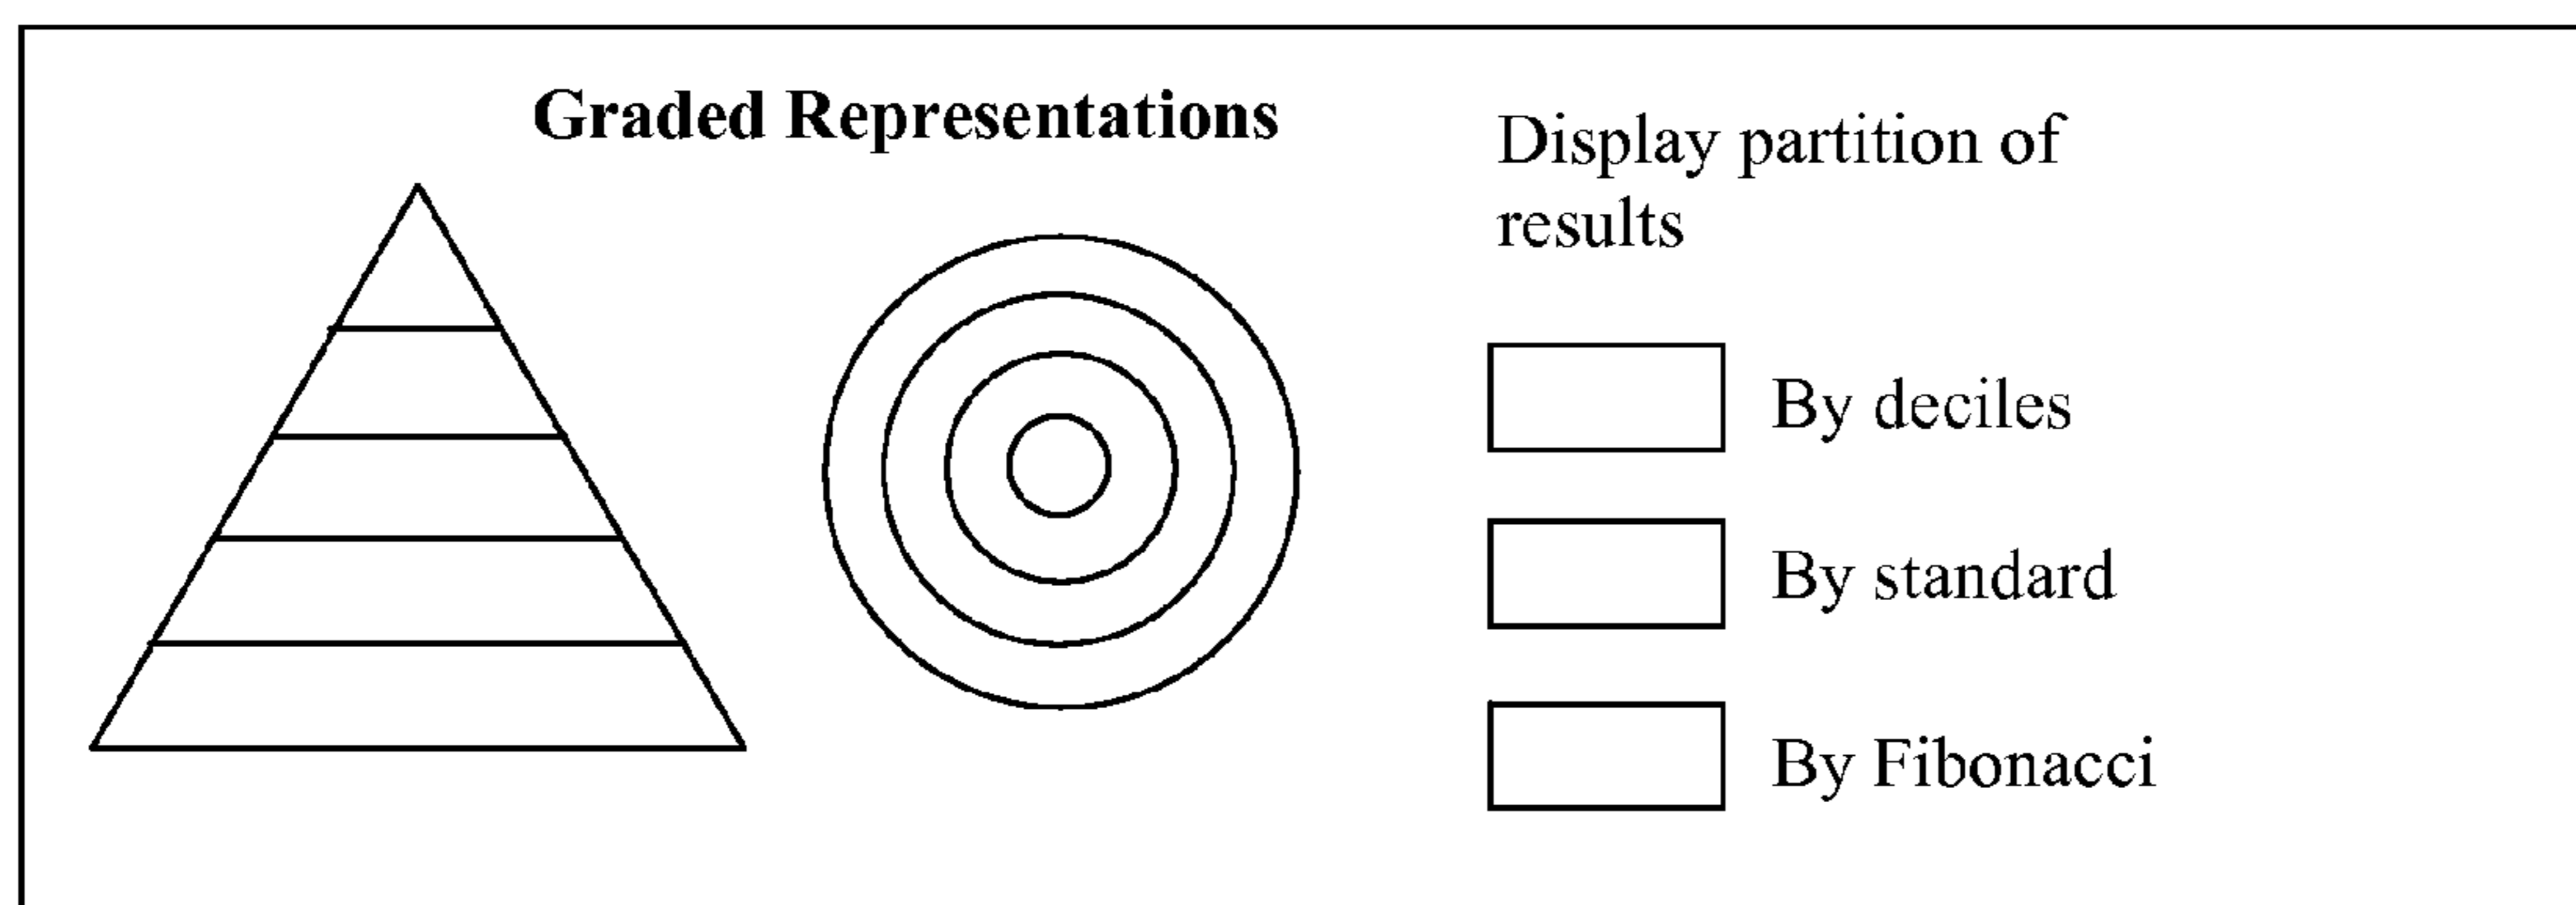 Graded Representations
Display partition of
results
By deciles
By standard
By Fibonacci